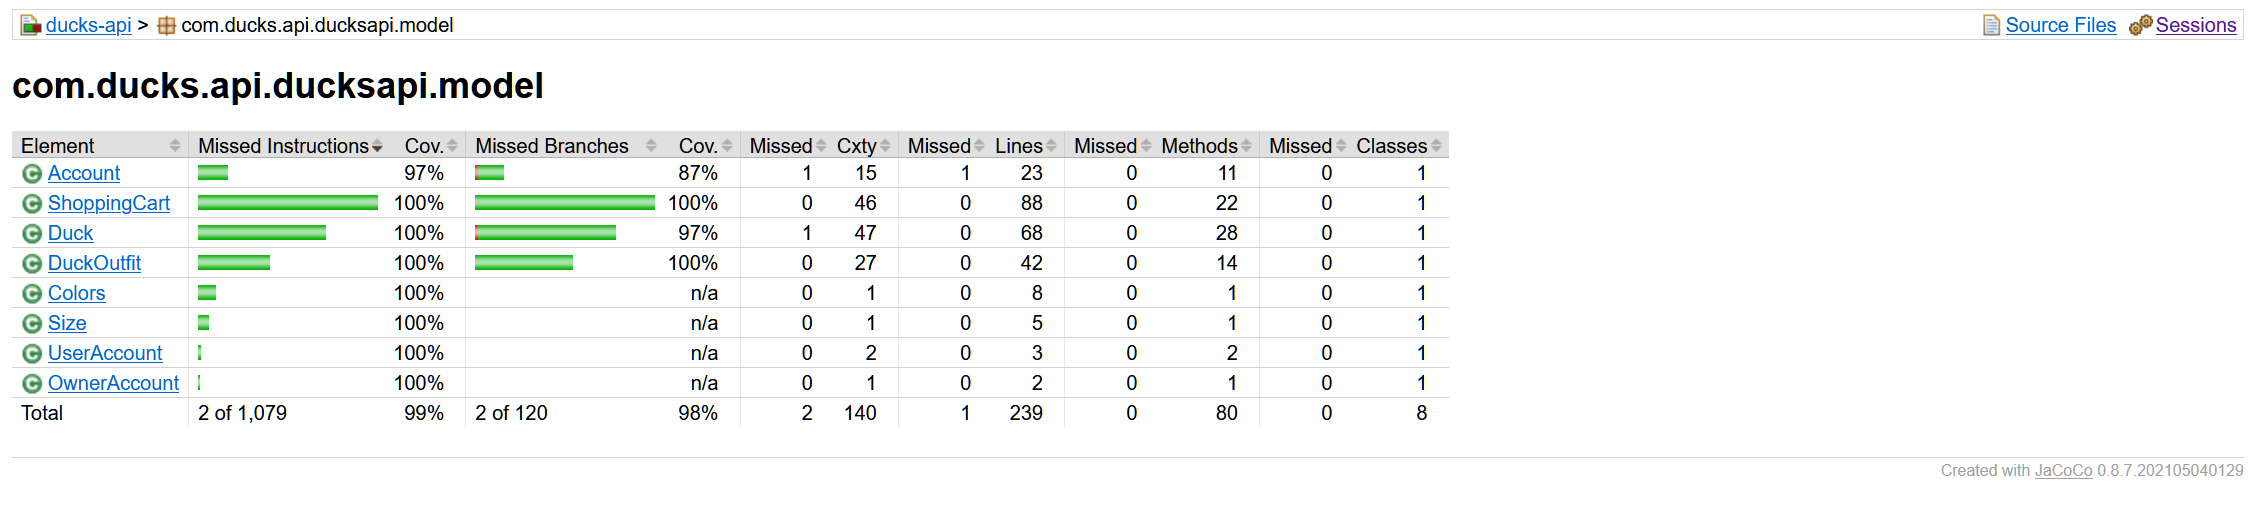 ducks-api > com.ducks.api.ducksapi.model Source Files Sessions
com.ducks.api.ducksapi.model
Element Missed Instructions Cov. Missed Branches Cov. Missed Cxty Missed Lines Missed Methods Missed Classes
Account 97% 87% 1 15 1 23 0 11 0 1
ShoppingCart 100% 100% 0 46 0 88 0 22 0 1
Duck 100% 97% 1 47 0 68 0 28 0 1
DuckOutfit 100% 100% 0 27 0 42 0 14 0 1
Colors 100% n/a 0 1 0 8 0 1 0 1
Size 100% n/a 0 1 0 5 0 1 0 1
UserAccount 100% n/a 0 2 0 3 0 2 0 1
OwnerAccount 100% n/a 0 1 0 2 0 1 0 1
Total 2 of 1,079 99% 2 of 120 98% 2 140 1 239 0 80 0 8
Created with JaCoCo 0.8.7.202105040129